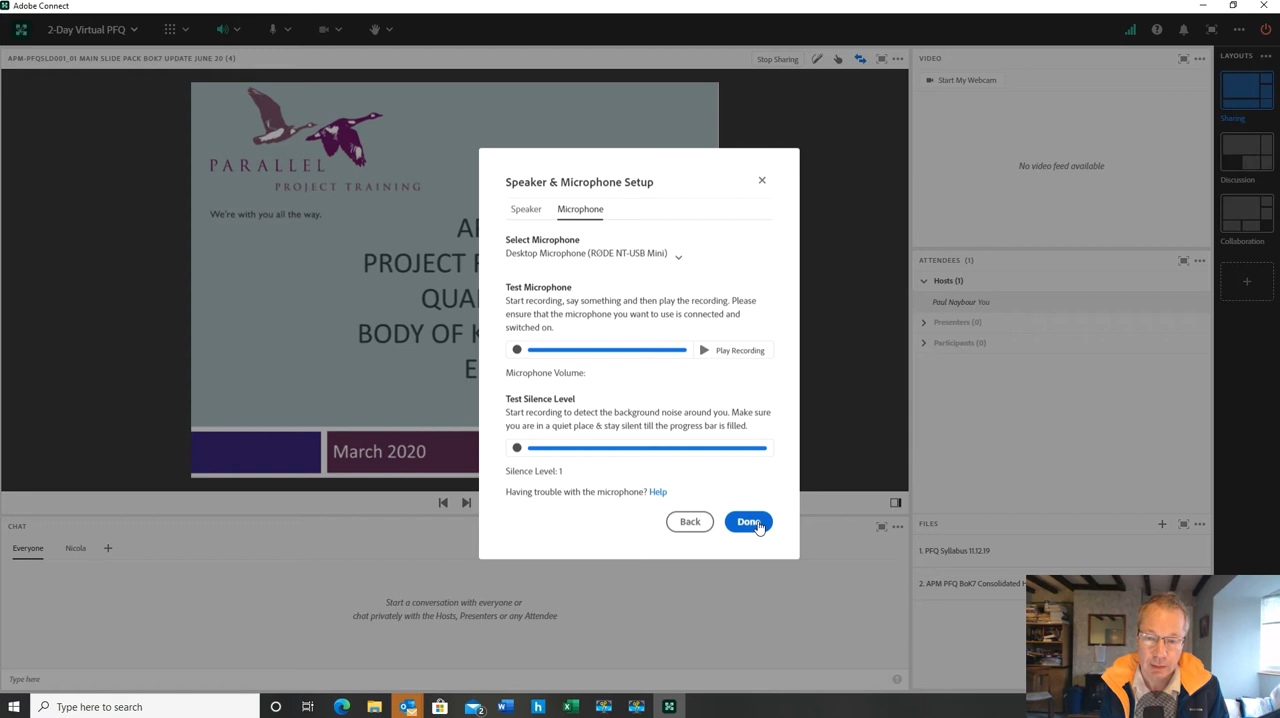 Adobe Connect
2-Day Virtual PFQ
APM-PFQSLD001_01 MAIN SLIDE PACK BOK7 UPDATE JUNE 20 (4)
Stop Sharing
PARALLEL
PROJECT TRAINING
We're with you all the way.
PROJECT
QUA
BODY OF K
E
March 2020
Speaker & Microphone Setup
Speaker
Microphone
Select Microphone
Desktop Microphone (RØDE NT-USB Mini)
Test Microphone
Start recording, say something and then play the recording. Please
ensure that the microphone you want to use is connected and
switched on.
Play Recording
Microphone Volume:
Test Silence Level
Start recording to detect the background noise around you. Make sure
you are in a quiet place & stay silent till the progress bar is filled.
Silence Level: 1
Having trouble with the microphone? Help
Back
Done
VIDEO
Start My Webcam
No video feed available
ATTENDEES (1)
Hosts (1)
Paul Naybour You
Presenters (0)
Participants (0)
FILES
1. PFQ Syllabus 11.12.19
2. APM PFQ BoK7 Consolidated H
LAYOUTS
Sharing
Discussion
Collaboration
CHAT
Everyone
Nicola
Start a conversation with everyone or
chat privately with the Hosts, Presenters or any Attendee
Type here
Type here to search